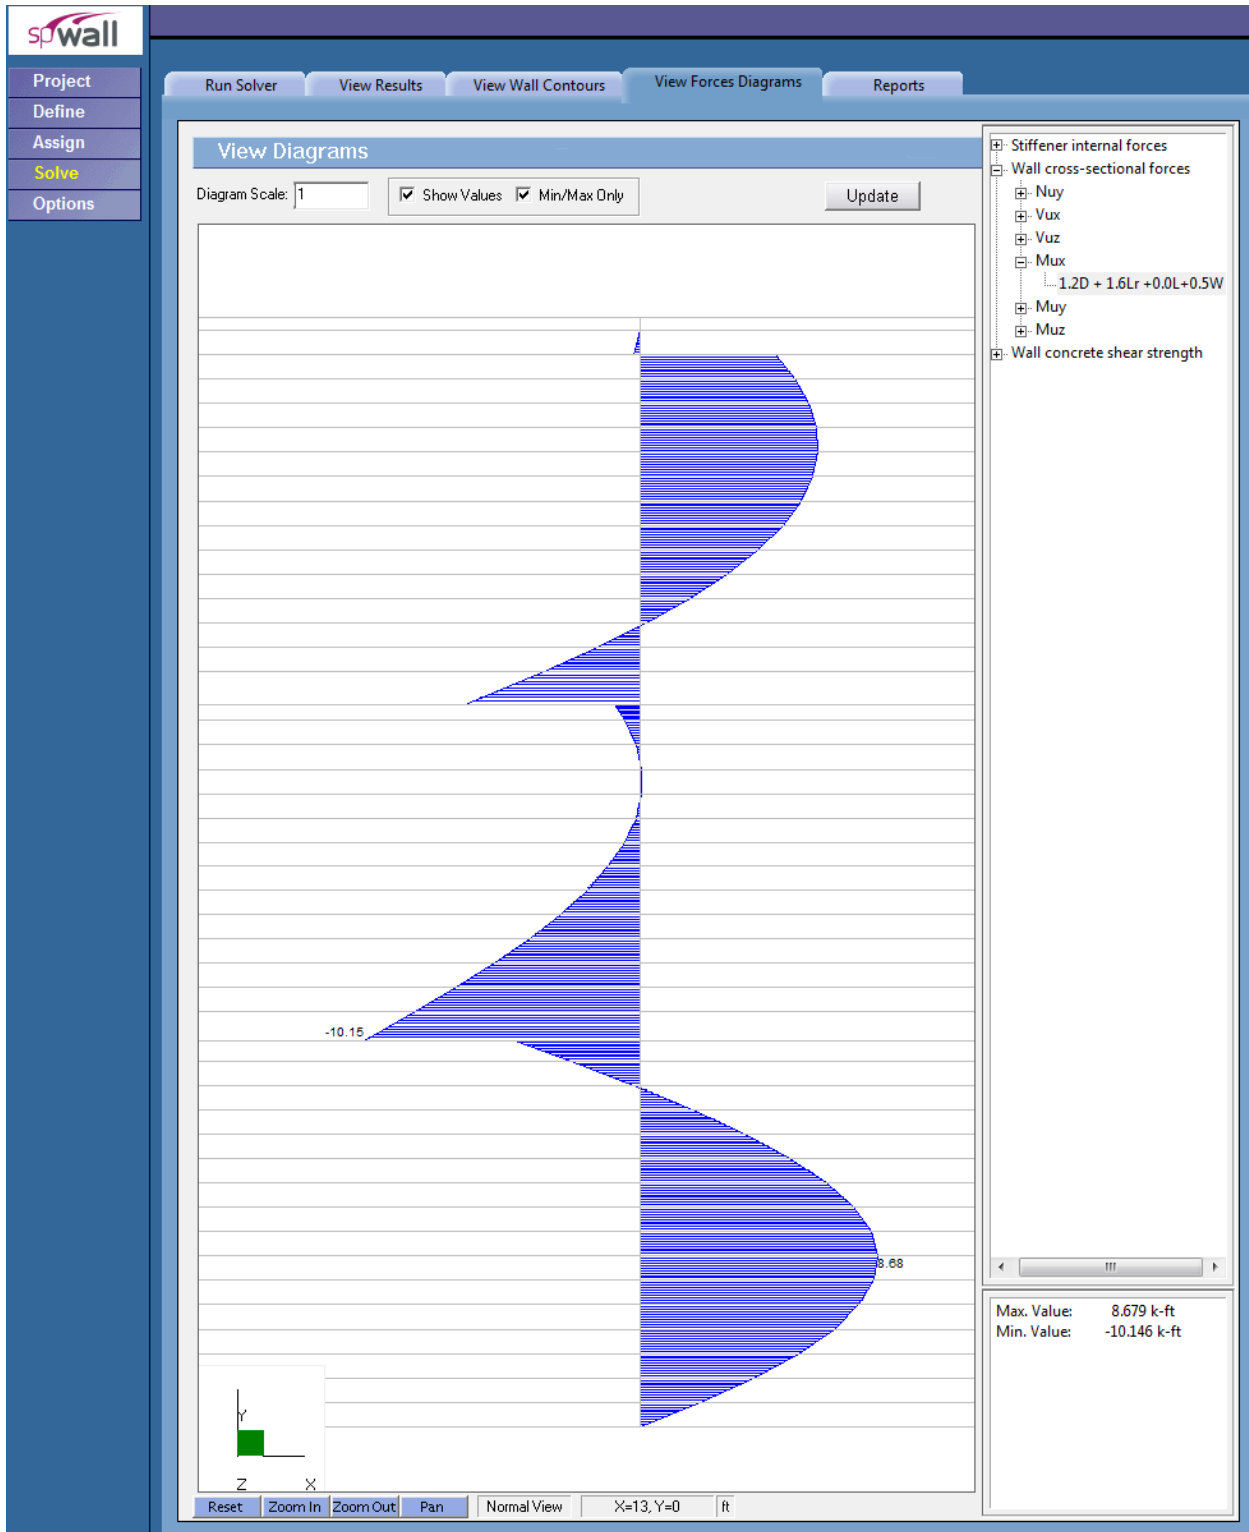 spwall
Project
Define
Assign
Solve
Options
Run Solver
View Results
View Wall Contours
View Forces Diagrams
Reports
View Diagrams
Diagram Scale: 1
Show Values
Min/Max Only
Update
Stiffener internal forces
Wall cross-sectional forces
Nuy
Vux
Vuz
Mux
1.2D + 1.6Lr +0.0L+0.5W
Muy
Muz
Wall concrete shear strength
-10.15
8.68
Max. Value: 8.679 k-ft
Min. Value: -10.146 k-ft
Y
Z X
Reset Zoom In Zoom Out Pan Normal View X=13, Y=0 ft